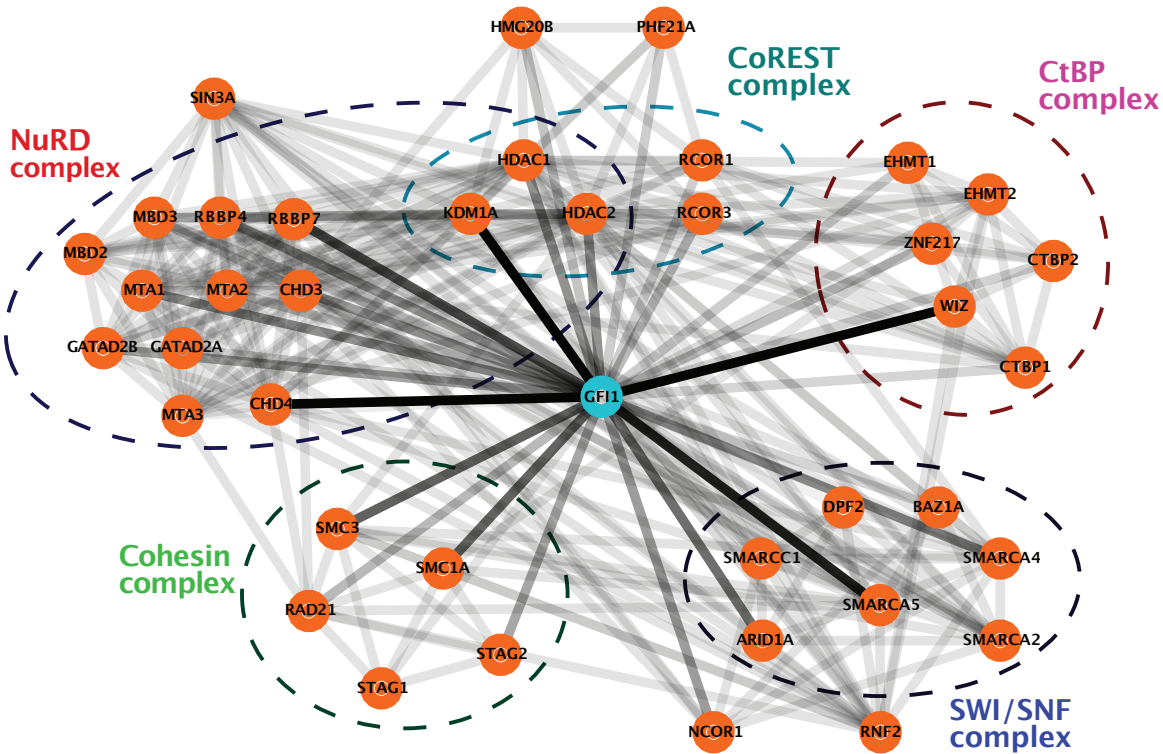 HMG20B
PHF21A
CoREST
complex
CtBP
complex
SIN3A
NuRD
complex
HDAC1
RCOR1
EHMT1
EHMT2
MBD3
RBBP4
RBBP7
KDM1A
HDAC2
RCOR3
MBD2
ZNF217
CTBP2
MTA1
MTA2
CHD3
WIZ
GATAD2B
GATAD2A
CTBP1
MTA3
CHD4
GFI1
DPF2
BAZ1A
SMC3
Cohesin
complex
SMC1A
SMARCC1
SMARCA4
RAD21
SMARCA5
STAG2
ARID1A
SMARCA2
STAG1
NCOR1
RNF2
SWI/SNF
complex